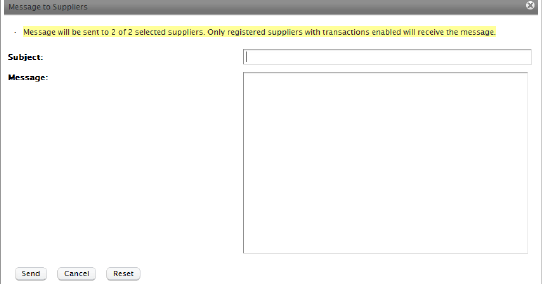 Message to Suppliers
- Message will be sent to 2 of 2 selected suppliers. Only registered suppliers with transactions enabled will receive the message.
Subject:
Message:
Send Cancel Reset